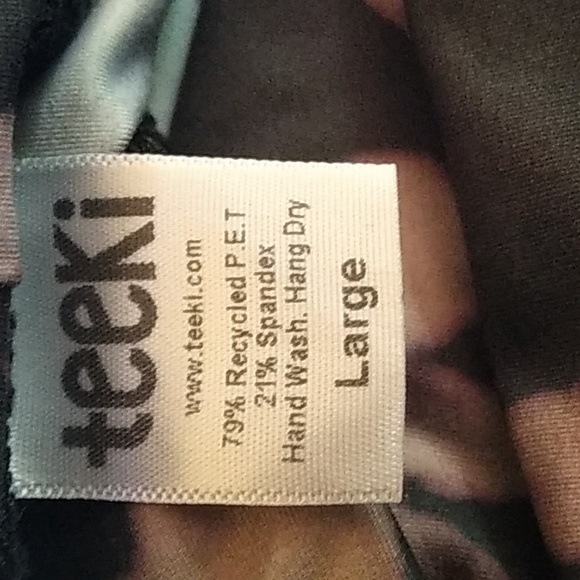 teeki
www.teeki.com
79% Recycled P.E.T
21% Spandex
Hand Wash. Hang Dry
Large